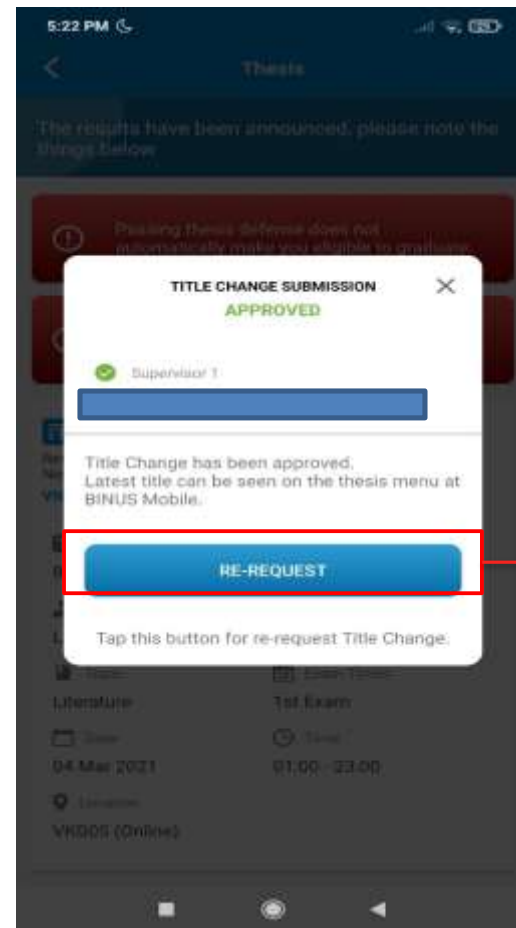 5:22 PM
Thesis
The results have been announced, please note the
things below
Passing thesis defense does not
automatically make you eligible to graduate.
TITLE CHANGE SUBMISSION
APPROVED
Supervisor 1
Title Change has been approved.
Latest title can be seen on the thesis menu at
BINUS Mobile.
RE-REQUEST
Tap this button for re-request Title Change.
Literature
1st Exam
04 Mar 2021
01:00 - 23:00
Location
VKB05 (Online)